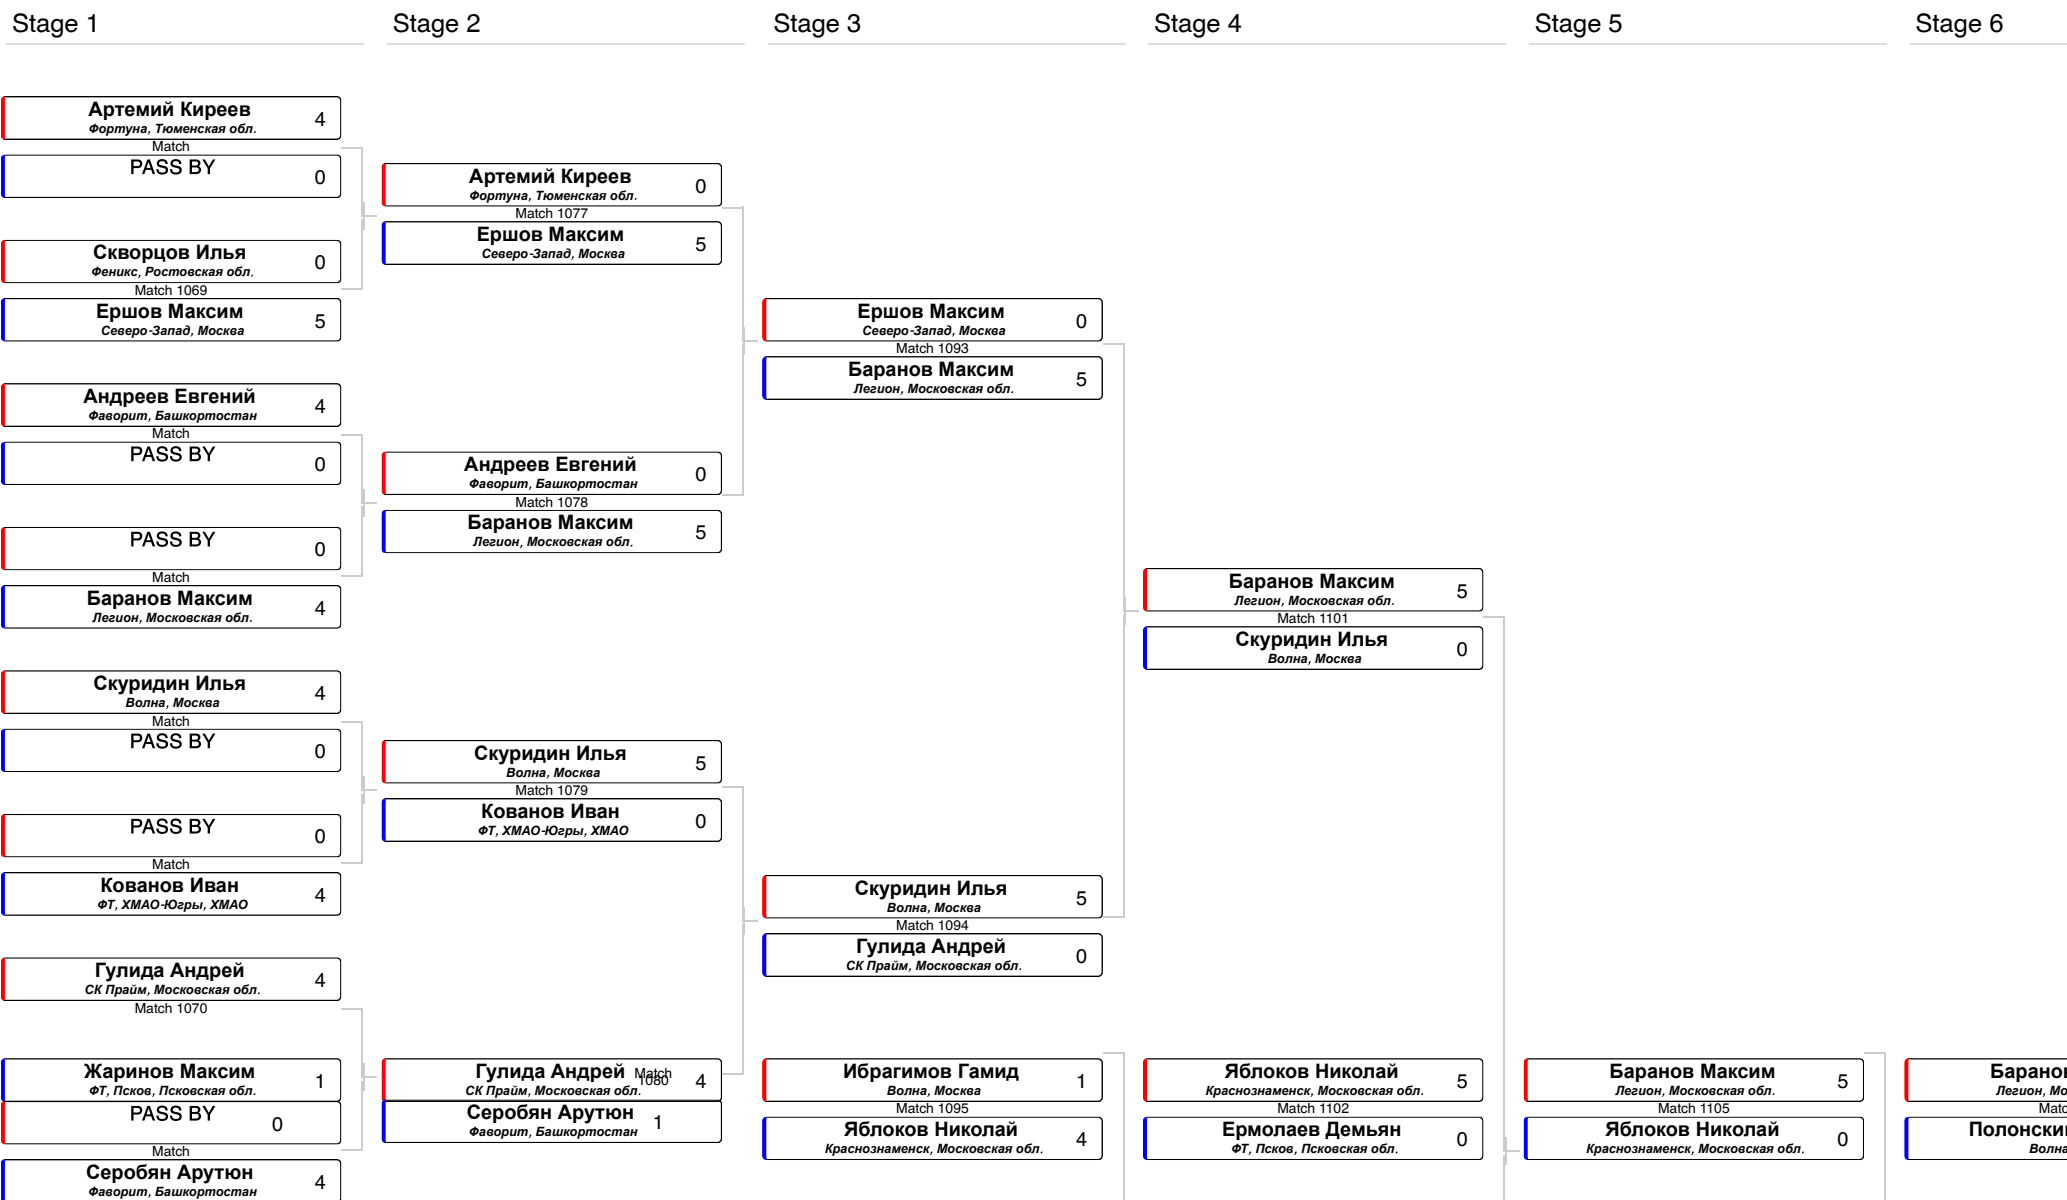 Stage 1
Stage 2
Stage 3
Stage 4
Stage 5
Stage 6
Артемий Киреев
4
Фортуна, Тюменская обл.
Match
PASS BY
0
Скворцов Илья
0
Феникс, Ростовская обл.
Match 1069
Ершов Максим
5
Северо-Запад, Москва
Андреев Евгений
4
Фаворит, Башкортостан
Match
PASS BY
0
PASS BY
0
Match
Баранов Максим
4
Легион, Московская обл.
Скуридин Илья
4
Волна, Москва
Match
PASS BY
0
PASS BY
0
Match
Кованов Иван
4
ФТ, ХМАО-Югры, ХМАО
Гулида Андрей
4
СК Прайм, Московская обл.
Match 1070
Жаринов Максим
1
ФТ, Псков, Псковская обл.
PASS BY
0
Match
Серобян Арутюн
4
Фаворит, Башкортостан
Артемий Киреев
0
Фортуна, Тюменская обл.
Match 1077
Ершов Максим
5
Северо-Запад, Москва
Андреев Евгений
0
Фаворит, Башкортостан
Match 1078
Баранов Максим
5
Легион, Московская обл.
Скуридин Илья
5
Волна, Москва
Match 1079
Кованов Иван
0
ФТ, ХМАО-Югры, ХМАО
Гулида Андрей
Match
1080
4
СК Прайм, Московская обл.
Серобян Арутюн
1
Фаворит, Башкортостан
Ершов Максим
0
Северо-Запад, Москва
Match 1093
Баранов Максим
5
Легион, Московская обл.
Скуридин Илья
5
Волна, Москва
Match 1094
Гулида Андрей
0
СК Прайм, Московская обл.
Ибрагимов Гамид
1
Волна, Москва
Match 1095
Яблоков Николай
4
Краснознаменск, Московская обл.
Баранов Максим
5
Легион, Московская обл.
Match 1101
Скуридин Илья
0
Волна, Москва
Яблоков Николай
5
Краснознаменск, Московская обл.
Match 1102
Ермолаев Демьян
0
ФТ, Псков, Псковская обл.
Баранов Максим
5
Легион, Московская обл.
Match 1105
Яблоков Николай
0
Краснознаменск, Московская обл.
Баранов
Легион, Мо
Matc
Полонски
Волна